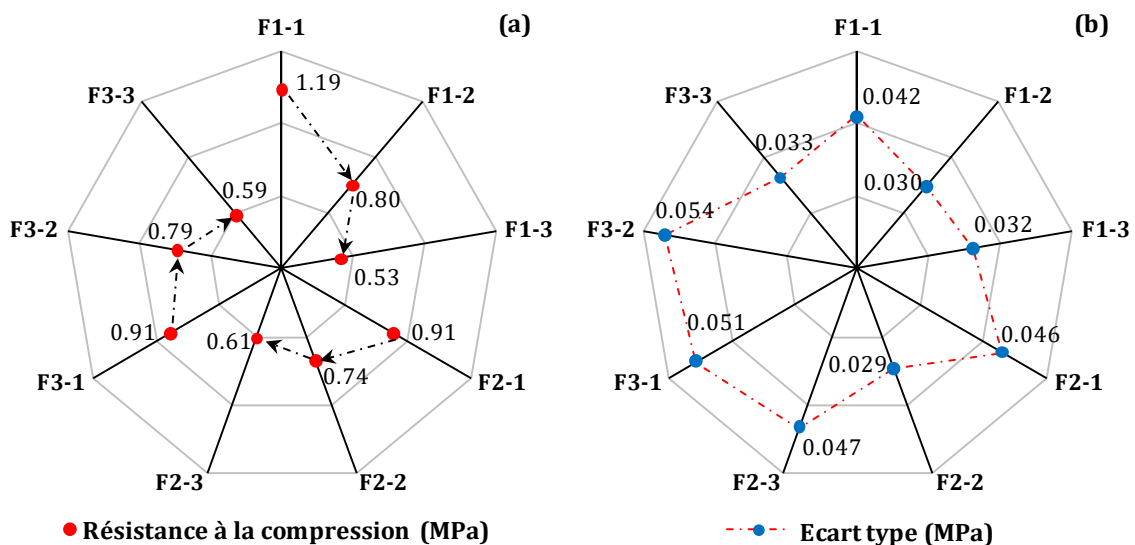 (a)
F1-1
1.19
F1-2
0.80
F1-3
0.53
F2-1
0.91
F2-2
0.74
F2-3
0.61
F3-1
0.91
F3-2
0.79
F3-3
0.59
Résistance à la compression (MPa)
(b)
F1-1
0.042
F1-2
0.030
F1-3
0.032
F2-1
0.046
F2-2
0.029
F2-3
0.047
F3-1
0.051
F3-2
0.054
F3-3
0.033
Ecart type (MPa)